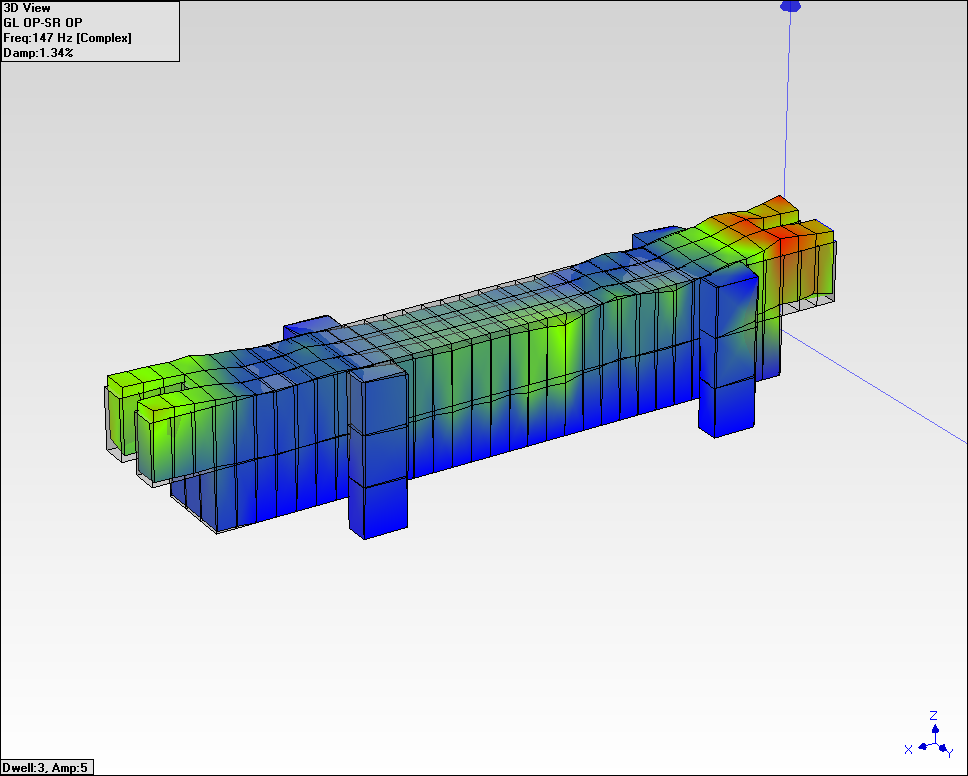 3D View
GL OP-SR OP
Freq:147 Hz [Complex]
Damp:1.34%
Z
X
Y
Dwell:3, Amp:5